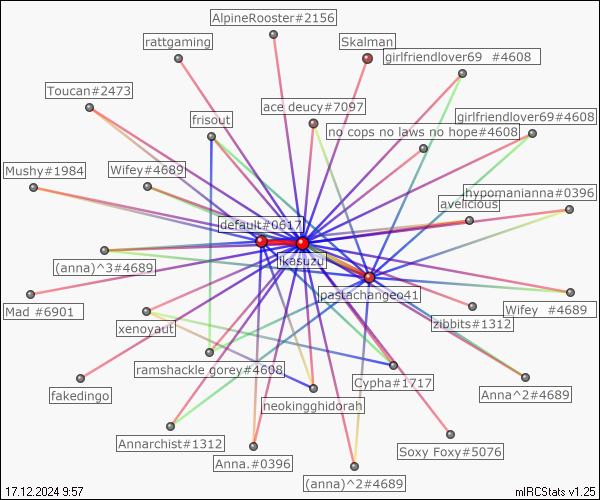 AlpineRooster#2156
rattgaming
Skalman
girlfriendlover69 #4608
Toucan#2473
ace deucy#7097
frisout
girlfriendlover69#4608
no cops no laws no hope#4608
Mushy#1984
Wifey#4689
hypomanianna#0396
avelicious
default#0617
likasuzu
(anna)^3#4689
pastachangeo41
Mad #6901
Wifey #4689
xenoyaut
zibbits#1312
ramshackle gorey#4608
Cypha#1717
fakedingo
Anna^2#4689
neokingghidorah
Annarchist#1312
Soxy Foxy#5076
Anna.#0396
(anna)^2#4689
17.12.2024 9:57
mIRCStats v1.25